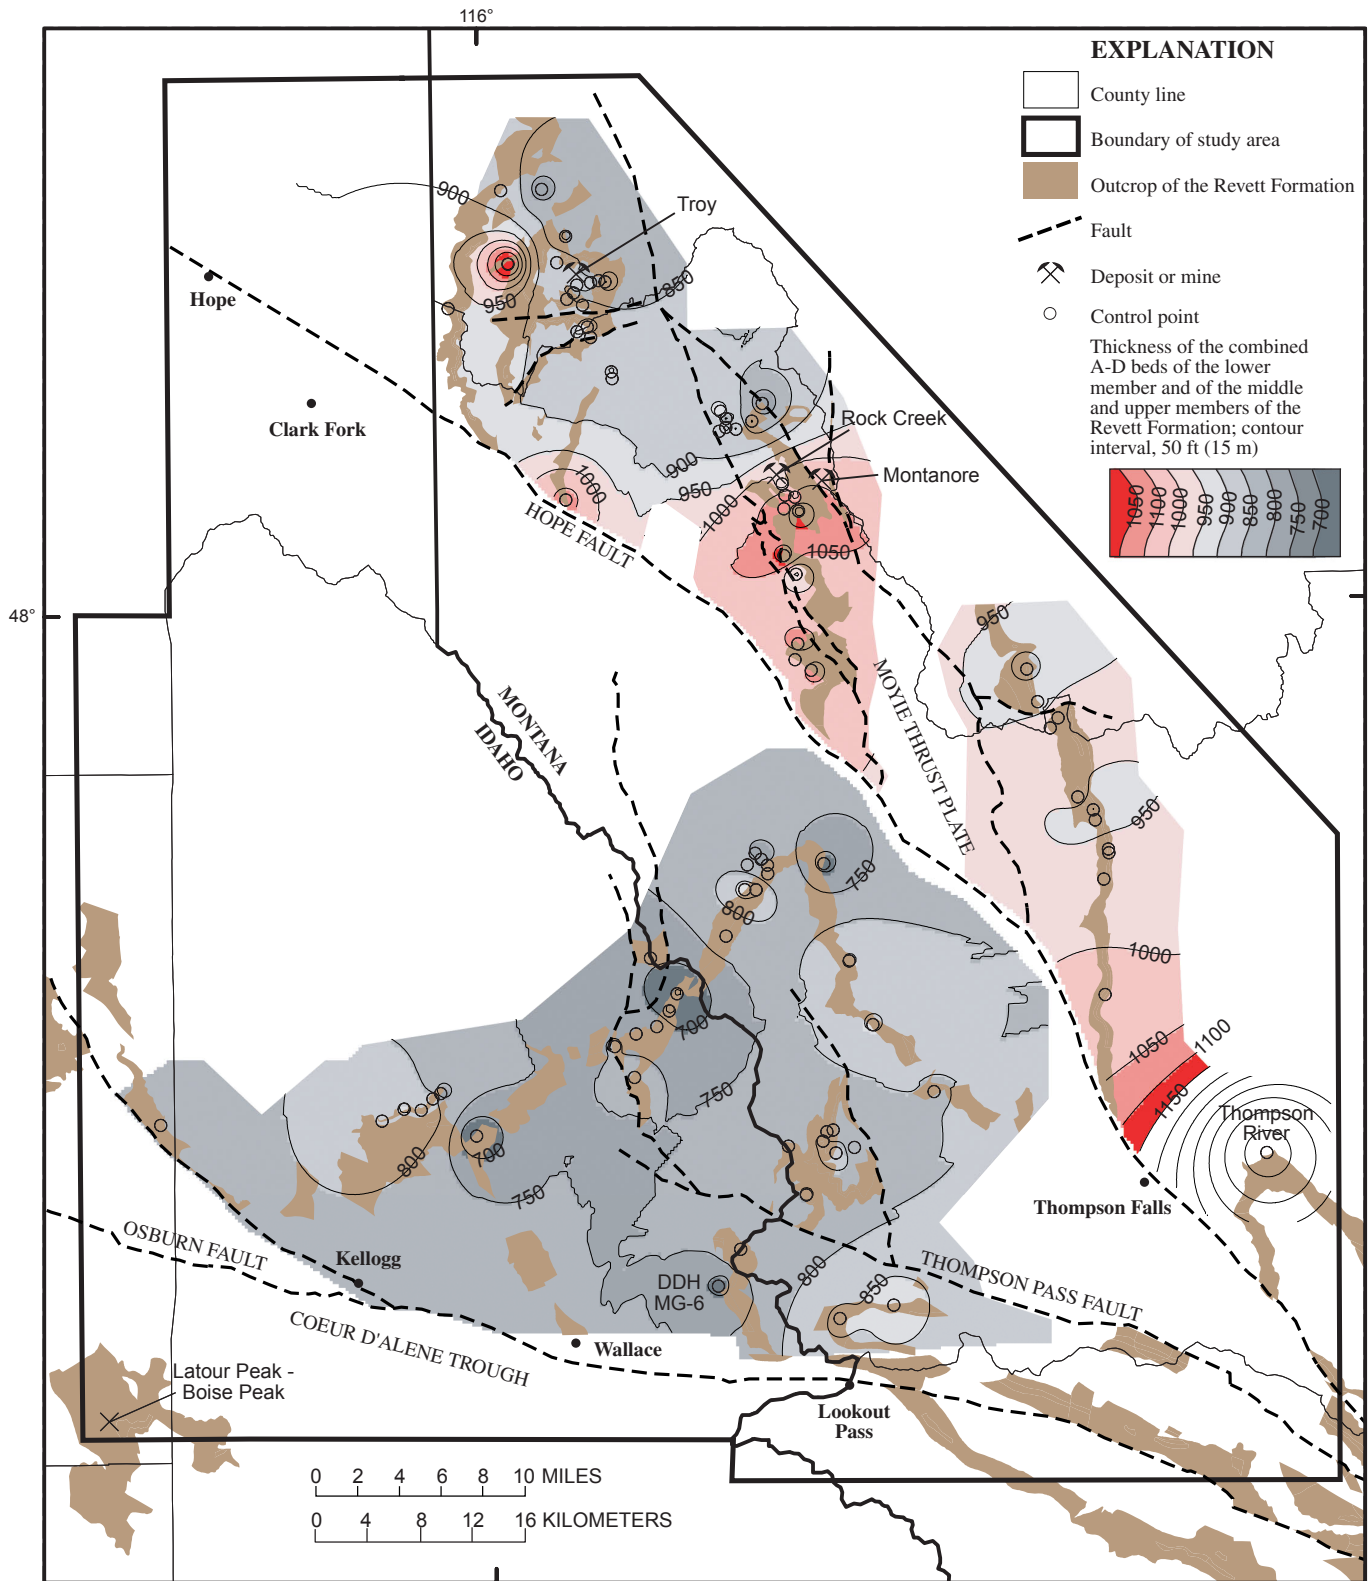 116°
EXPLANATION
County line
Boundary of study area
Outcrop of the Revett Formation
Fault
Deposit or mine
Control point
Thickness of the combined
A-D beds of the lower
member and of the middle
and upper members of the
Revett Formation; contour
interval, 50 ft (15 m)
1050
1100
1000
950
900
850
800
750
700
900
Troy
850
950
Hope
Clark Fork
Rock Creek
Montanore
900
950
1000
1000
1050
HOPE FAULT
48°
950
MONTANA
IDAHO
MOYIE THRUST PLATE
950
750
800
1000
700
750
1050
1100
1150
Thompson
River
800
700
750
Thompson Falls
OSBURN FAULT
Kellogg
DDH
MG-6
800
850
THOMPSON PASS FAULT
COEUR D'ALENE TROUGH
Wallace
Latour Peak -
Boise Peak
Lookout
Pass
0 2 4 6 8 10 MILES
0 4 8 12 16 KILOMETERS